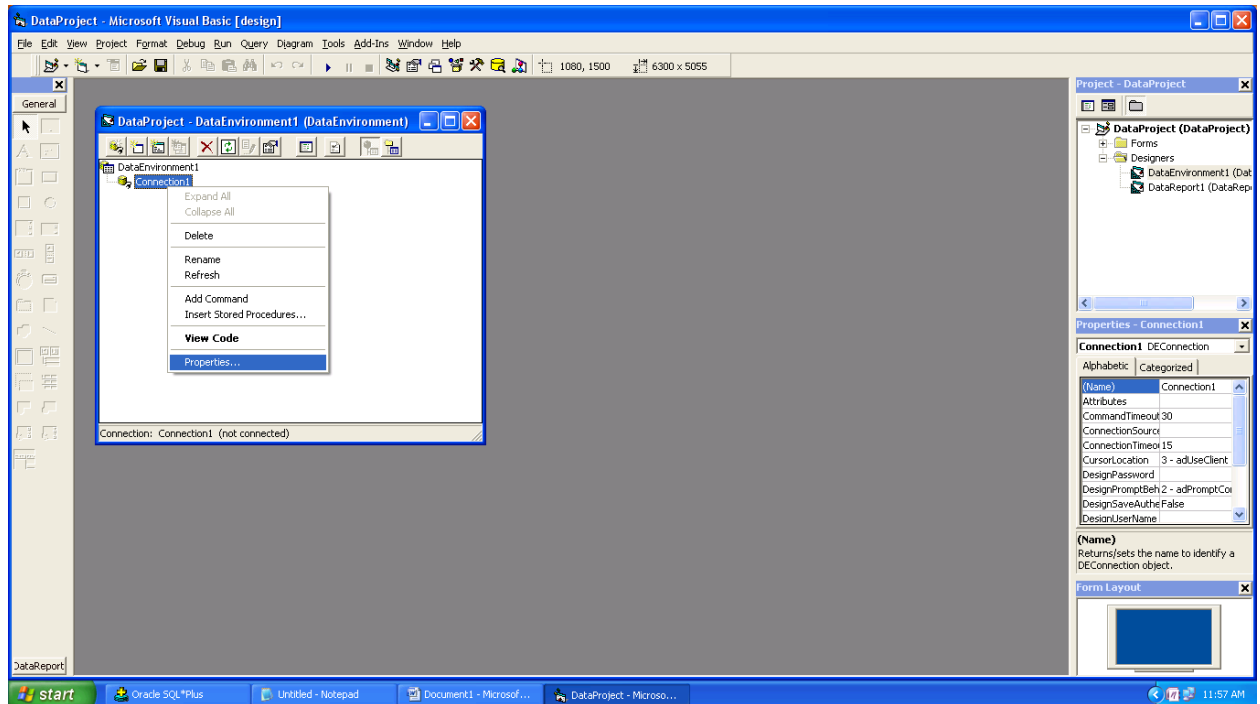 DataProject - Microsoft Visual Basic [design]
File Edit View Project Format Debug Run Query Diagram Tools Add-Ins Window Help
1080, 1500 6300 x 5055
General
DataReport
DataProject - DataEnvironment1 (DataEnvironment)
DataEnvironment1
Connection1
Expand All
Collapse All
Delete
Rename
Refresh
Add Command
Insert Stored Procedures...
View Code
Properties...
Connection: Connection1 (not connected)
Project - DataProject
DataProject (DataProject)
Forms
Designers
DataEnvironment1 (Dat
DataReport1 (DataRep
Properties - Connection1
Connection1 DEConnection
Alphabetic Categorized
(Name) Connection1
Attributes
CommandTimeout 30
ConnectionSource
ConnectionTimeo 15
CursorLocation 3 - adUseClient
DesignPassword
DesignPromptBeh 2 - adPromptCo
DesignSaveAuthe False
DesignUserName
(Name)
Returns/sets the name to identify a
DEConnection object.
Form Layout
start Oracle SQL*Plus Untitled - Notepad Document1 - Microsof... DataProject - Microso... 11:57 AM